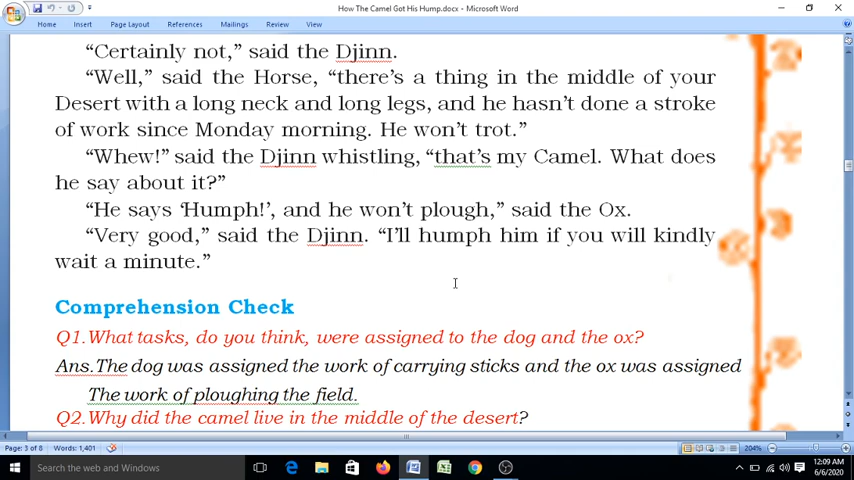 How The Camel Got His Hump.docx - Microsoft Word
Home Insert Page Layout References Mailings Review View
“Certainly not,” said the Djinn.
“Well,” said the Horse, “there’s a thing in the middle of your
Desert with a long neck and long legs, and he hasn’t done a stroke
of work since Monday morning. He won’t trot.”
“Whew!” said the Djinn whistling, “that’s my Camel. What does
he say about it?”
“He says ‘Humph!’, and he won’t plough,” said the Ox.
“Very good,” said the Djinn. “I’ll humph him if you will kindly
wait a minute.”
Comprehension Check
Q1.What tasks, do you think, were assigned to the dog and the ox?
Ans.The dog was assigned the work of carrying sticks and the ox was assigned
The work of ploughing the field.
Q2.Why did the camel live in the middle of the desert?
Page: 3 of 8 Words: 1,401 204%
Search the web and Windows
12:09 AM
6/6/2020